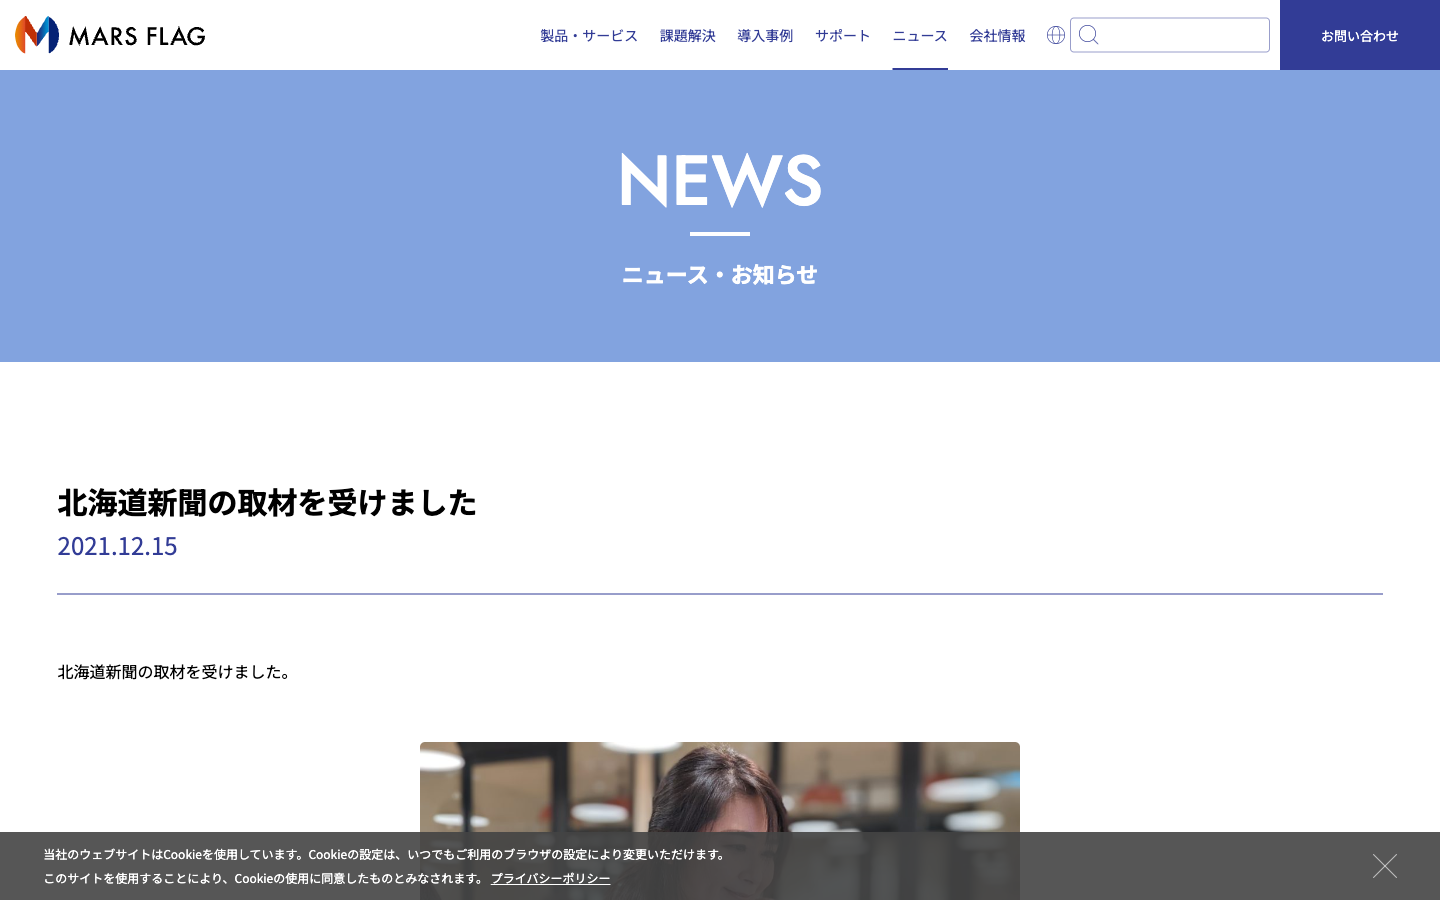 MARS FLAG
製品・サービス 課題解決 導入事例 サポート ニュース 会社情報
お問い合わせ
NEWS
ニュース・お知らせ
北海道新聞の取材を受けました
2021.12.15
北海道新聞の取材を受けました。
当社のウェブサイトはCookieを使用しています。Cookieの設定は、いつでもご利用のブラウザの設定により変更いただけます。
このサイトを使用することにより、Cookieの使用に同意したものとみなされます。 プライバシーポリシー